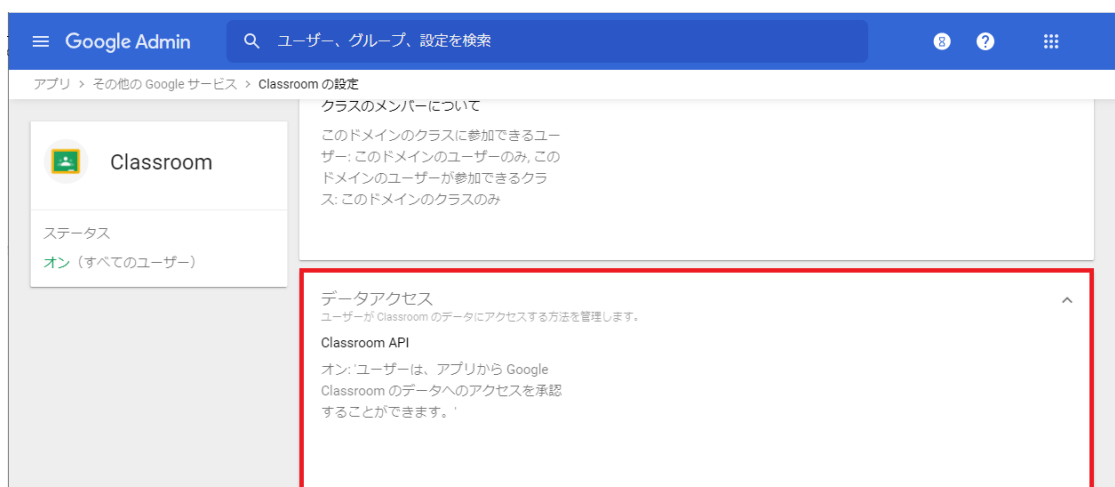 Google Admin
ユーザー、グループ、設定を検索
アプリ > その他の Google サービス > Classroom の設定
Classroom
ステータス
オン（すべてのユーザー）
クラスのメンバーについて
このドメインのクラスに参加できるユー
ザー: このドメインのユーザーのみ, この
ドメインのユーザーが参加できるクラ
ス: このドメインのクラスのみ
データアクセス
ユーザーが Classroom のデータにアクセスする方法を管理します。
Classroom API
オン: 'ユーザーは、アプリから Google
Classroom のデータへのアクセスを承認
することができます。'